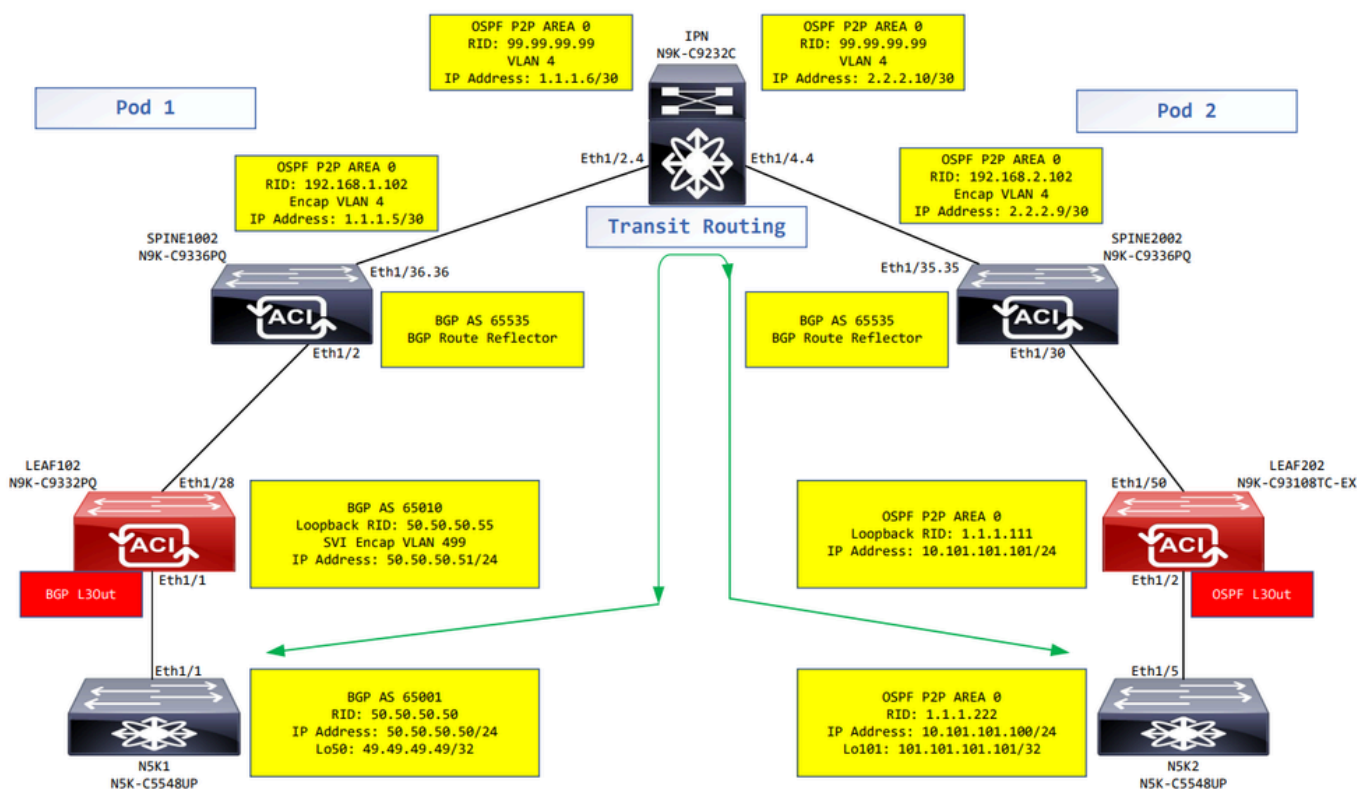 OSPF P2P AREA 0
RID: 99.99.99.99
VLAN 4
IP Address: 1.1.1.6/30
IPN
N9K-C9232C
OSPF P2P AREA 0
RID: 99.99.99.99
VLAN 4
IP Address: 2.2.2.10/30
Pod 1
Pod 2
Eth1/2.4
Eth1/4.4
OSPF P2P AREA 0
RID: 192.168.1.102
Encap VLAN 4
IP Address: 1.1.1.5/30
OSPF P2P AREA 0
RID: 192.168.2.102
Encap VLAN 4
IP Address: 2.2.2.9/30
Transit Routing
SPINE1002
N9K-C9336PQ
SPINE2002
N9K-C9336PQ
Eth1/36.36
Eth1/35.35
ACI
ACI
BGP AS 65535
BGP Route Reflector
BGP AS 65535
BGP Route Reflector
Eth1/2
Eth1/30
LEAF102
N9K-C9332PQ
LEAF202
N9K-C93108TC-EX
Eth1/28
Eth1/50
BGP AS 65010
Loopback RID: 50.50.50.55
SVI Encap VLAN 499
IP Address: 50.50.50.51/24
OSPF P2P AREA 0
Loopback RID: 1.1.1.111
IP Address: 10.101.101.101/24
ACI
ACI
Eth1/1
Eth1/2
BGP L3Out
OSPF L3Out
Eth1/1
Eth1/5
BGP AS 65001
RID: 50.50.50.50
IP Address: 50.50.50.50/24
Lo50: 49.49.49.49/32
OSPF P2P AREA 0
RID: 1.1.1.222
IP Address: 10.101.101.100/24
Lo101: 101.101.101.101/32
N5K1
N5K-C5548UP
N5K2
N5K-C5548UP